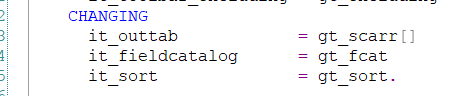 CHANGING
it_outtab = gt_scarr[]
it_fieldcatalog = gt_fcat
it_sort = gt_sort.